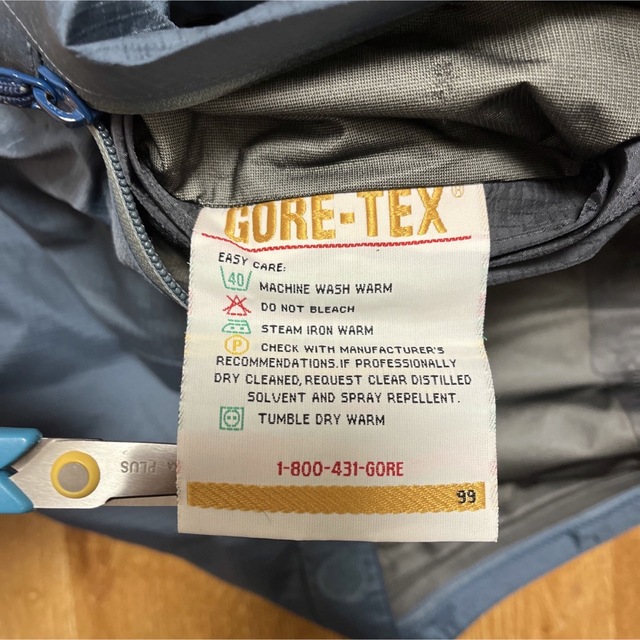 GORE-TEX®
EASY CARE:
40 MACHINE WASH WARM
DO NOT BLEACH
STEAM IRON WARM
P CHECK WITH MANUFACTURER'S
RECOMMENDATIONS. IF PROFESSIONALLY
DRY CLEANED, REQUEST CLEAR DISTILLED
SOLVENT AND SPRAY REPELLENT.
TUMBLE DRY WARM
1-800-431-GORE
99
PLUS